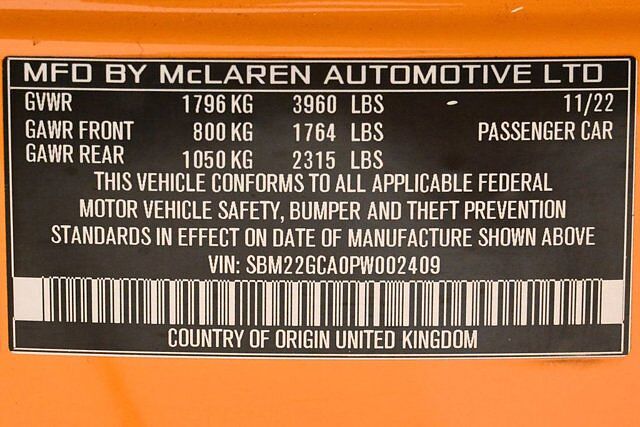 MFD BY McLAREN AUTOMOTIVE LTD
GVWR 1796 KG 3960 LBS 11/22
GAWR FRONT 800 KG 1764 LBS PASSENGER CAR
GAWR REAR 1050 KG 2315 LBS
THIS VEHICLE CONFORMS TO ALL APPLICABLE FEDERAL
MOTOR VEHICLE SAFETY, BUMPER AND THEFT PREVENTION
STANDARDS IN EFFECT ON DATE OF MANUFACTURE SHOWN ABOVE
VIN: SBM22GCA0PW002409
COUNTRY OF ORIGIN UNITED KINGDOM